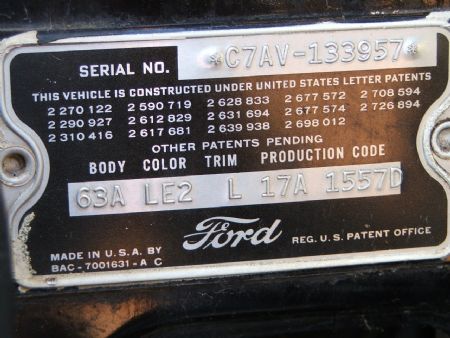 SERIAL NO. *C7AV-133957*
THIS VEHICLE IS CONSTRUCTED UNDER UNITED STATES LETTER PATENTS
2 270 122 2 590 719 2 628 833 2 677 572 2 708 594
2 290 927 2 612 829 2 631 694 2 677 574 2 726 894
2 310 416 2 617 681 2 639 938 2 698 012
OTHER PATENTS PENDING
BODY COLOR TRIM PRODUCTION CODE
63A LE2 L 17A 1557D
Ford
REG. U.S. PATENT OFFICE
MADE IN U.S.A. BY
BAC-7001631-A C